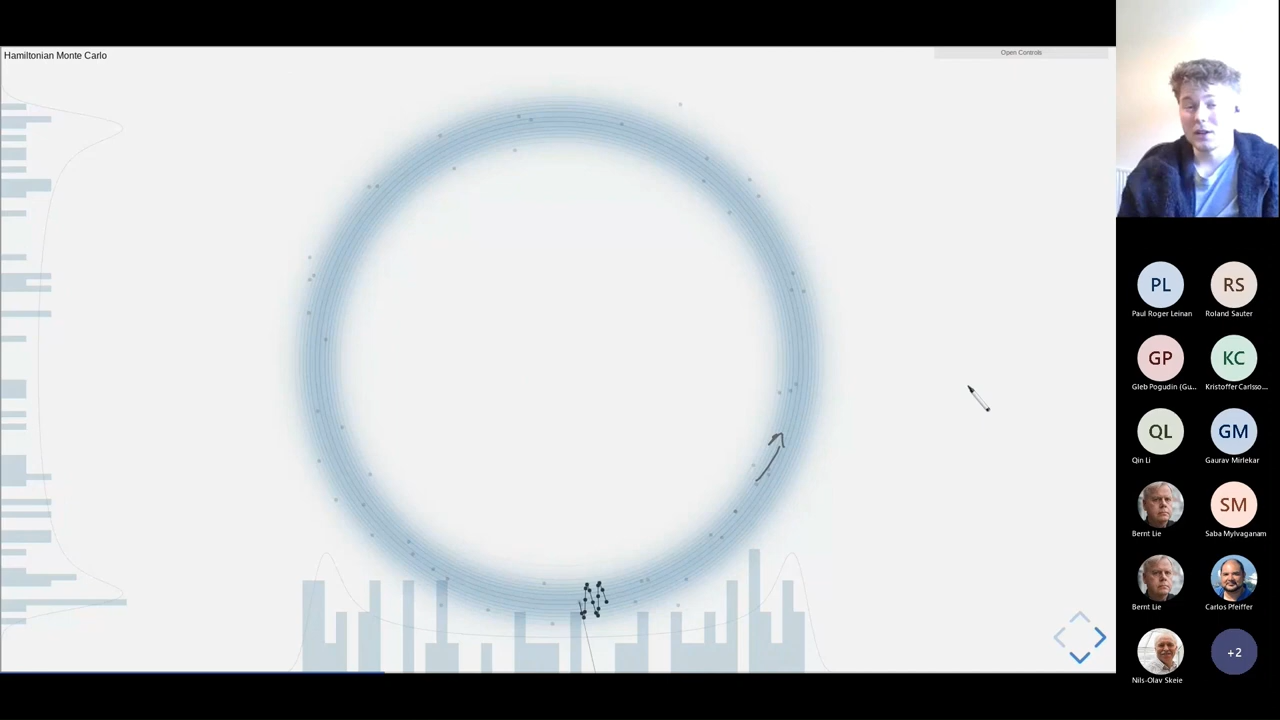 Hamiltonian Monte Carlo
Open Controls
PL
RS
Paul Roger Leinan
Roland Sauter
GP
KC
Gleb Pogudin (Gu...
Kristoffer Carlsso...
QL
GM
Qin Li
Gaurav Mirlekar
SM
Bernt Lie
Saba Mylvaganam
Bernt Lie
Carlos Pfeiffer
+2
Nils-Olav Skeie